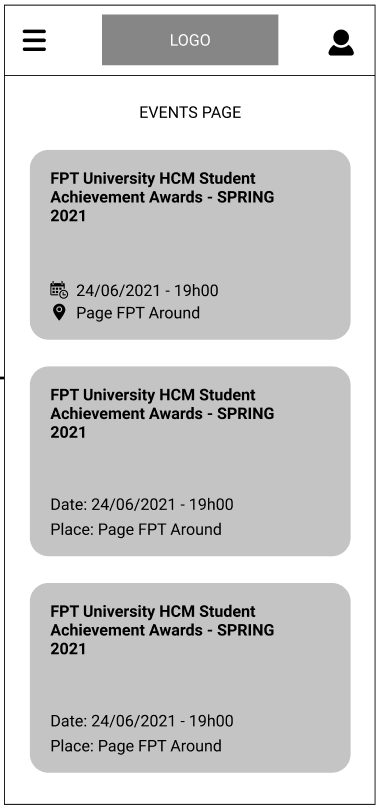 LOGO
EVENTS PAGE
FPT University HCM Student
Achievement Awards - SPRING
2021
24/06/2021 - 19h00
Page FPT Around
FPT University HCM Student
Achievement Awards - SPRING
2021
Date: 24/06/2021 - 19h00
Place: Page FPT Around
FPT University HCM Student
Achievement Awards - SPRING
2021
Date: 24/06/2021 - 19h00
Place: Page FPT Around